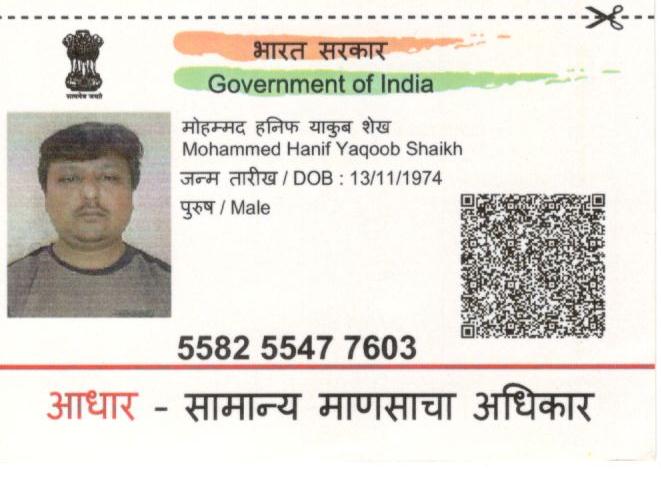 सत्यमेव जयते
भारत सरकार
Government of India
मोहम्मद हनिफ याकुब शेख
Mohammed Hanif Yaqoob Shaikh
जन्म तारीख / DOB : 13/11/1974
पुरुष / Male
5582 5547 7603
आधार - सामान्य माणसाचा अधिकार